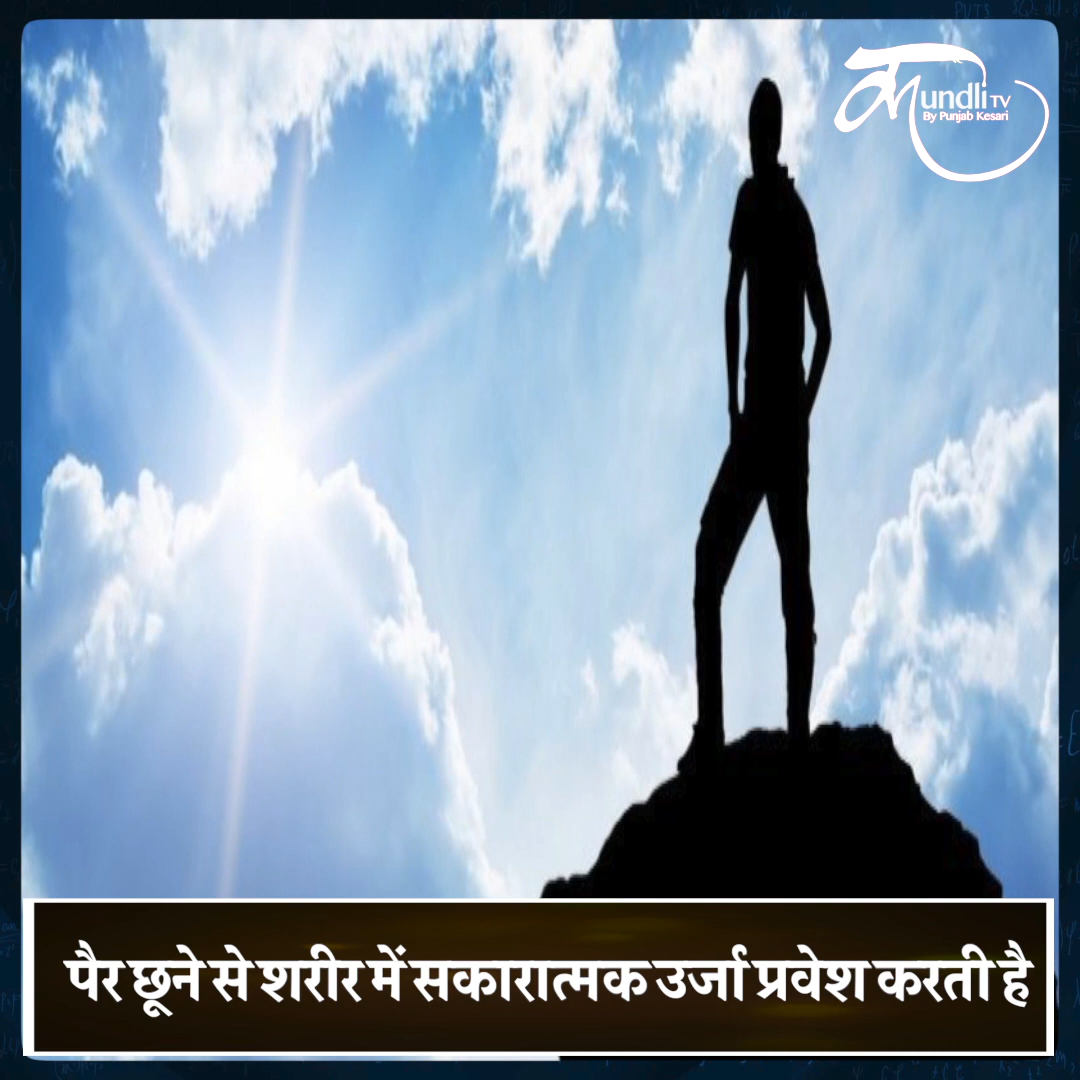 kundli TV
By Punjab Kesari
पैर छूने से शरीर में सकारात्मक उर्जा प्रवेश करती है